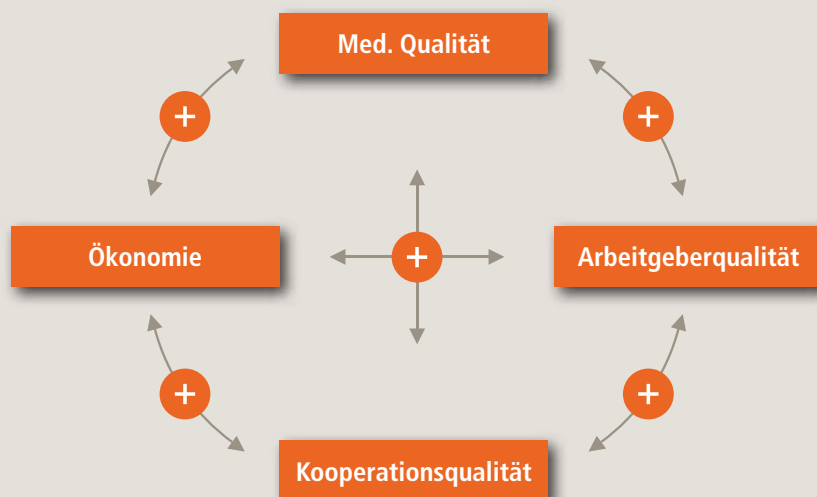 Med. Qualität
+
+
Ökonomie
+
Arbeitgeberqualität
+
+
Kooperationsqualität